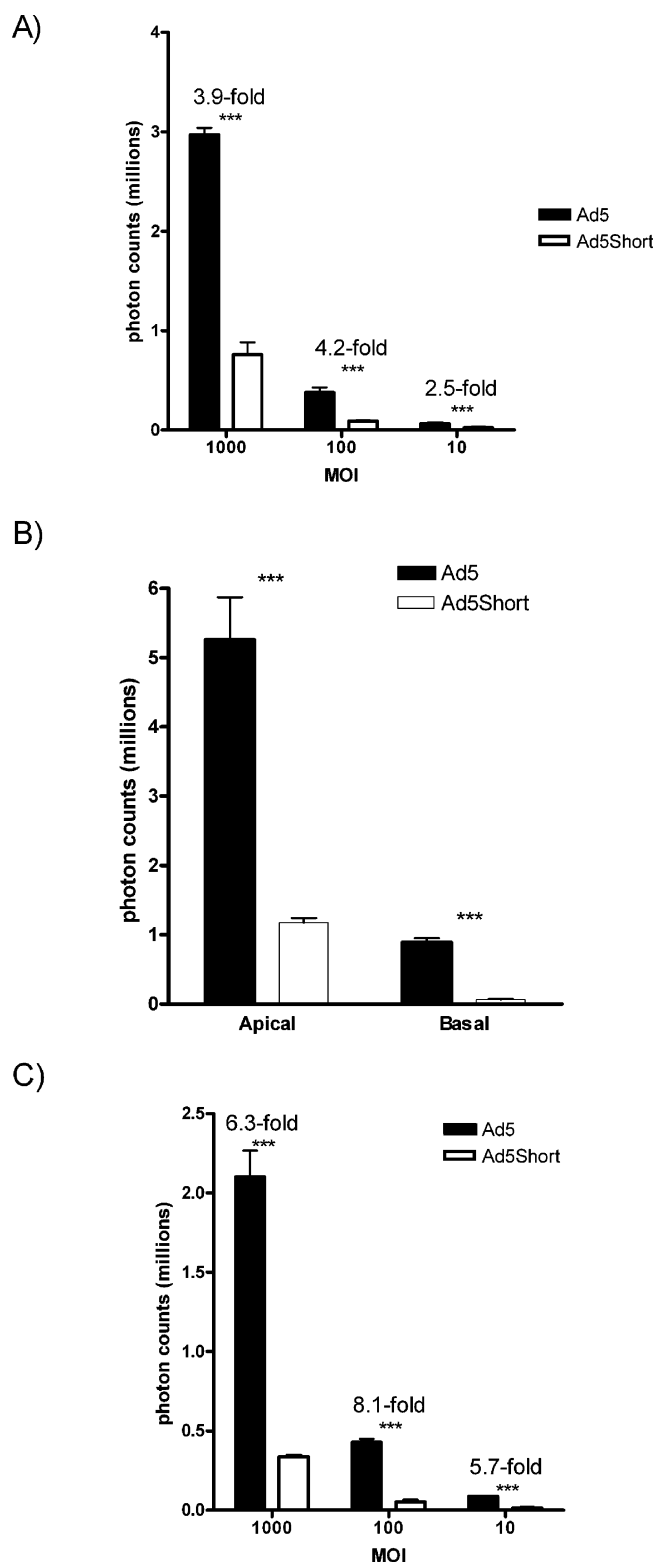 A)
4
3.9-fold
***
3
photon counts (millions)
Ad5
Ad5Short
2
1
4.2-fold
***
2.5-fold
***
0
1000 100 10
MOI
B)
Ad5
Ad5Short
6
***
5
photon counts (millions)
4
3
2
1
***
0
Apical Basal
C)
2.5
6.3-fold
***
Ad5
Ad5Short
2.0
photon counts (millions)
1.5
1.0
8.1-fold
***
0.5
5.7-fold
***
0.0
1000 100 10
MOI